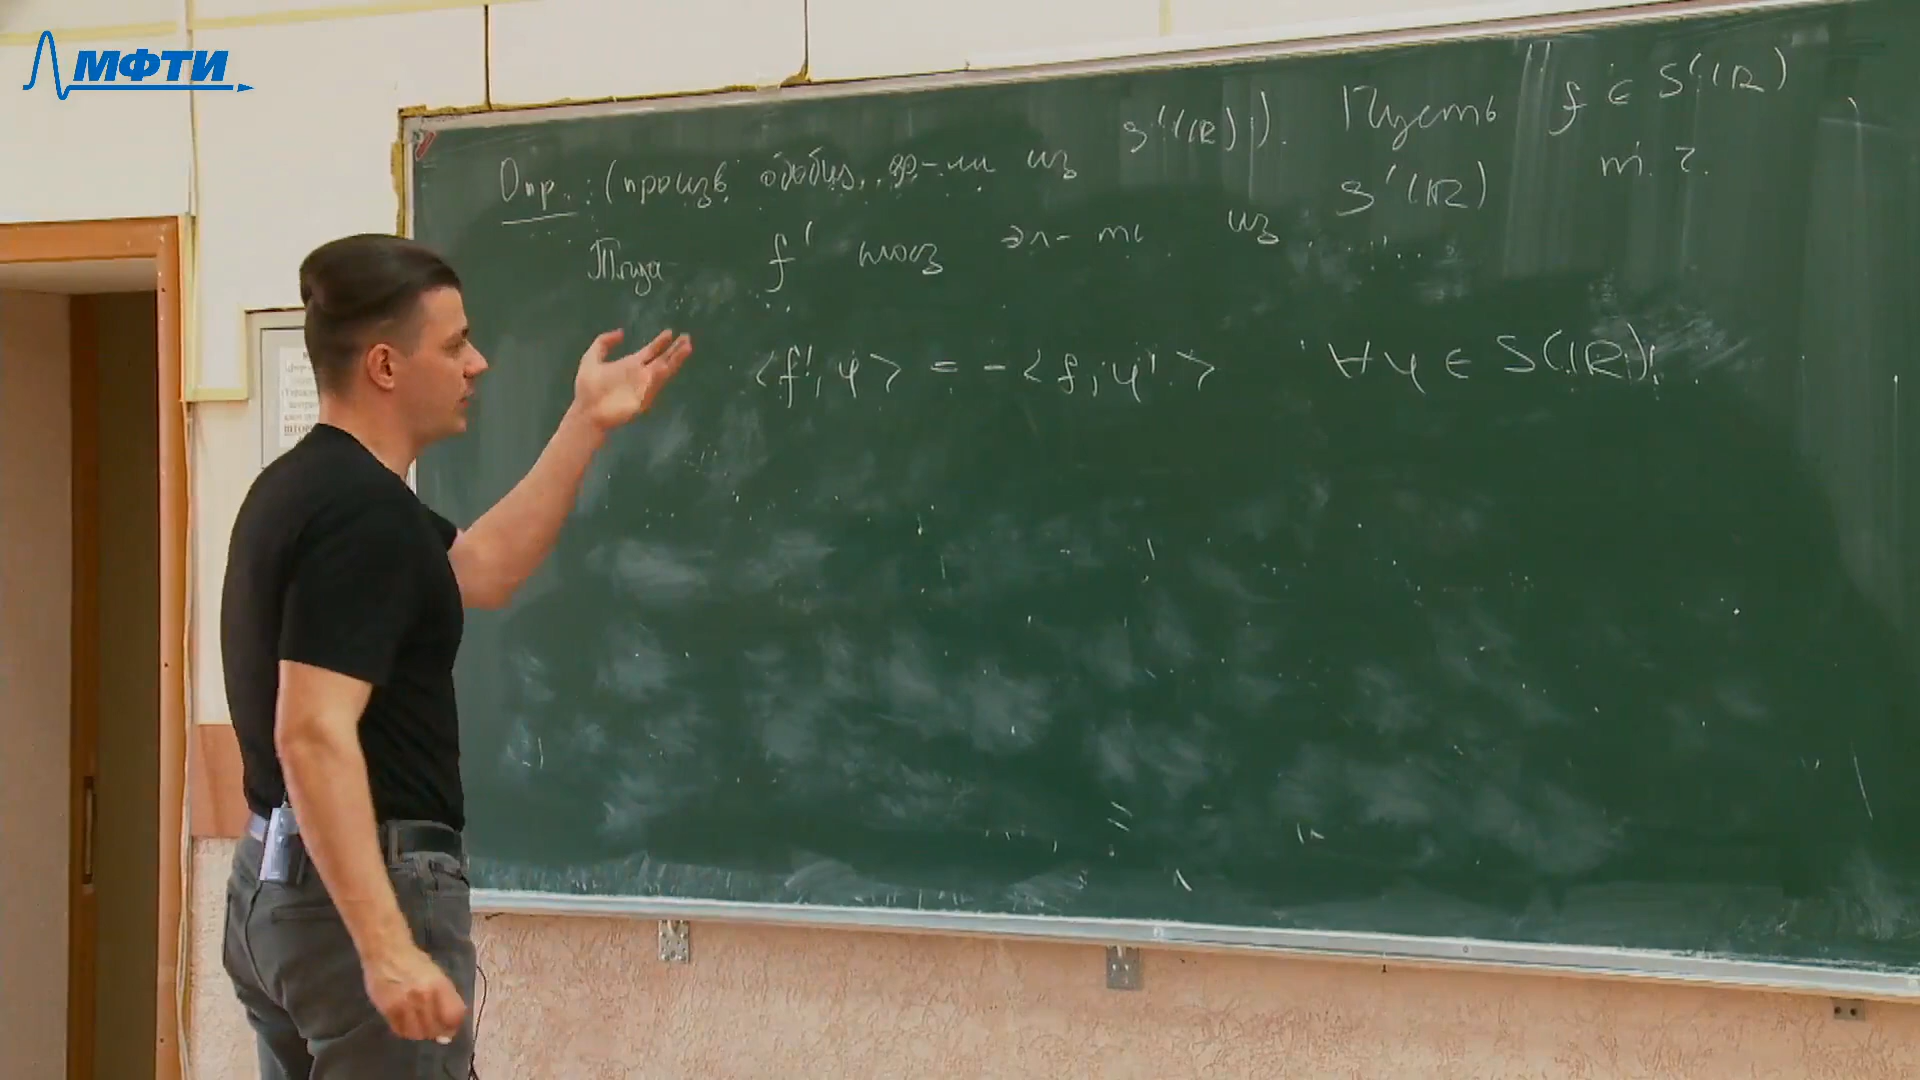 МФТИ
Опр.: (произв. обобщ. ф-ии из S'(ℝ)). Пусть f ∈ S'(ℝ)
Тогда f' наз эл-т из S'(ℝ) т.ч.
<f', φ> = -<f, φ'> ∀φ ∈ S(ℝ).